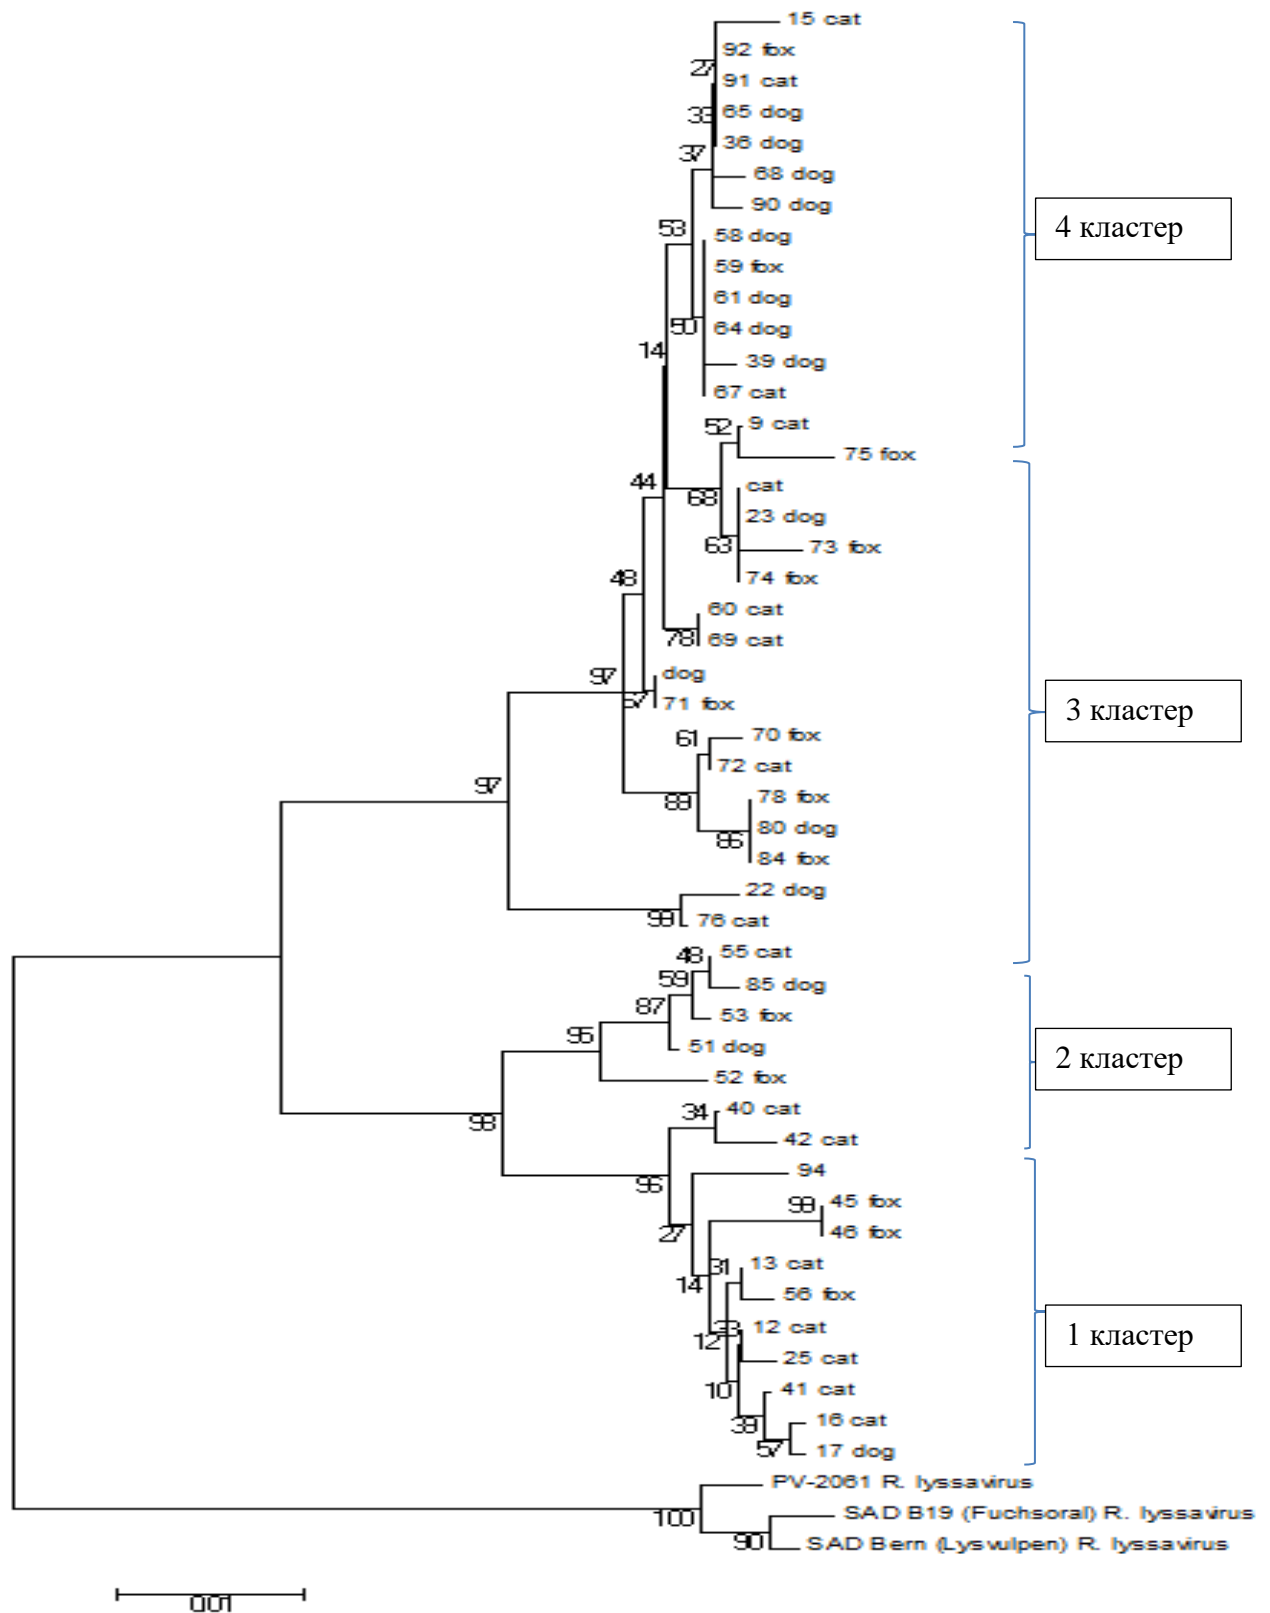 15 cat
92 fox
27
91 cat
65 dog
33
36 dog
37
68 dog
90 dog
53
58 dog
4 кластер
59 fox
61 dog
50
64 dog
14
39 dog
67 cat
9 cat
52
75 fox
44
cat
68
23 dog
63
73 fox
48
74 fox
60 cat
78
69 cat
97
dog
57
71 fox
3 кластер
61
70 fox
72 cat
97
89
78 fox
80 dog
86
84 fox
22 dog
99
76 cat
48
55 cat
59
85 dog
87
53 fox
95
51 dog
2 кластер
52 fox
34
40 cat
98
42 cat
96
94
99
45 fox
27
46 fox
31
13 cat
14
56 fox
33
12 cat
12
1 кластер
25 cat
10
41 cat
39
16 cat
57
17 dog
PV-2061 R. lyssavirus
100
SAD B19 (Fuchsoral) R. lyssavirus
90
SAD Bern (Lysvulpen) R. lyssavirus
0.01